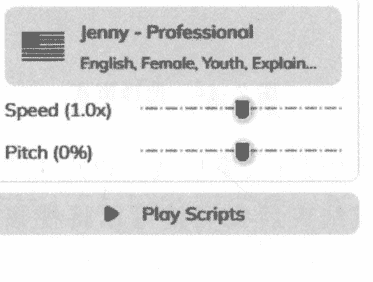 Jenny - Professional
English, Female, Youth, Explain...
Speed (1.0x)
Pitch (0%)
Play Scripts